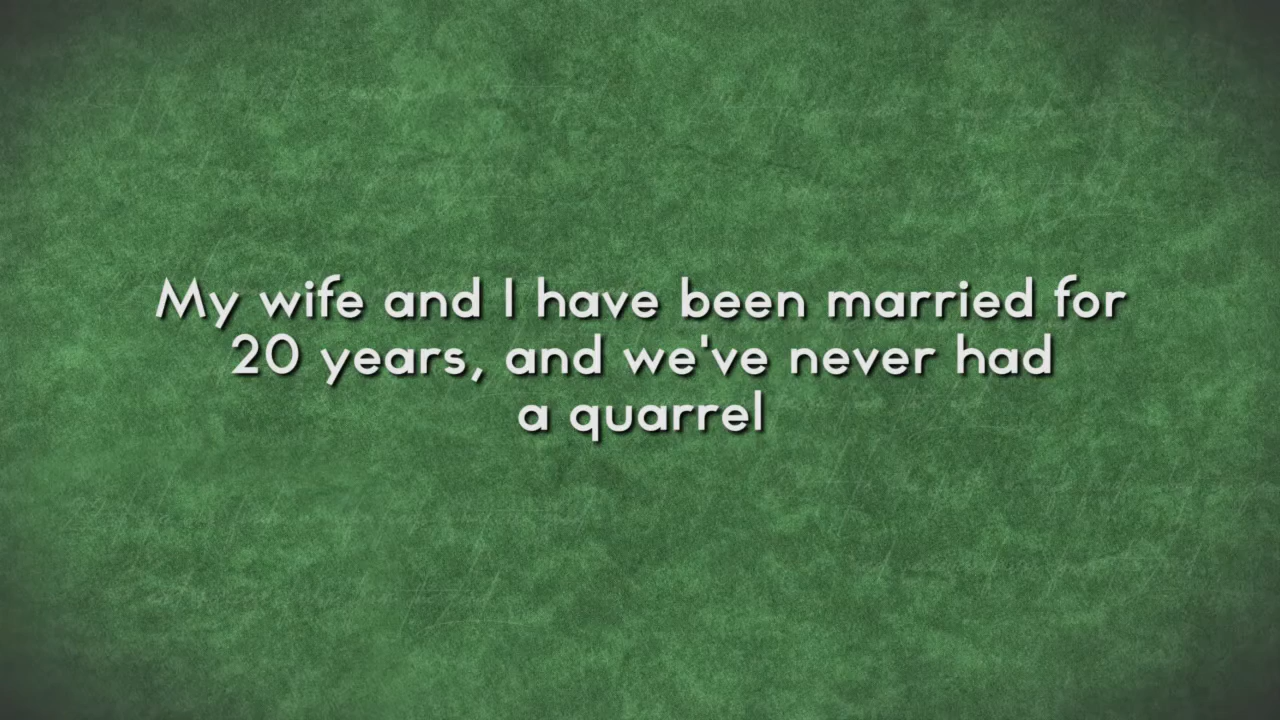 My wife and I have been married for
20 years, and we've never had
a quarrel